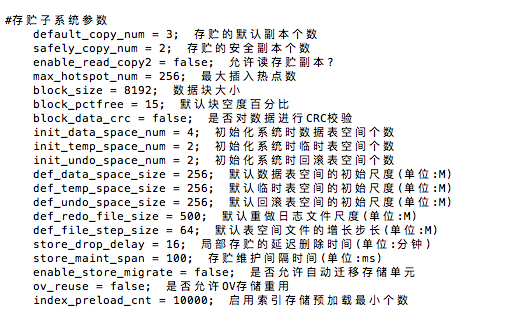 #存贮子系统参数
default_copy_num = 3;  存贮的默认副本个数
safely_copy_num = 2;  存贮的安全副本个数
enable_read_copy2 = false;  允许读存贮副本?
max_hotspot_num = 256;  最大插入热点数
block_size = 8192;  数据块大小
block_pctfree = 15;  默认块空度百分比
block_data_crc = false;  是否对数据进行CRC校验
init_data_space_num = 4;  初始化系统时数据表空间个数
init_temp_space_num = 2;  初始化系统时临时表空间个数
init_undo_space_num = 2;  初始化系统时回滚表空间个数
def_data_space_size = 256;  默认数据表空间的初始尺度(单位:M)
def_temp_space_size = 256;  默认临时表空间的初始尺度(单位:M)
def_undo_space_size = 256;  默认回滚表空间的初始尺度(单位:M)
def_redo_file_size = 500;  默认重做日志文件尺度(单位:M)
def_file_step_size = 64;  默认表空间文件的增长步长(单位:M)
store_drop_delay = 16;  局部存贮的延迟删除时间(单位:分钟)
store_maint_span = 100;  存贮维护间隔时间(单位:ms)
enable_store_migrate = false;  是否允许自动迁移存储单元
ov_reuse = false;  是否允许OV存储重用
index_preload_cnt = 10000;  启用索引存储预加载最小个数